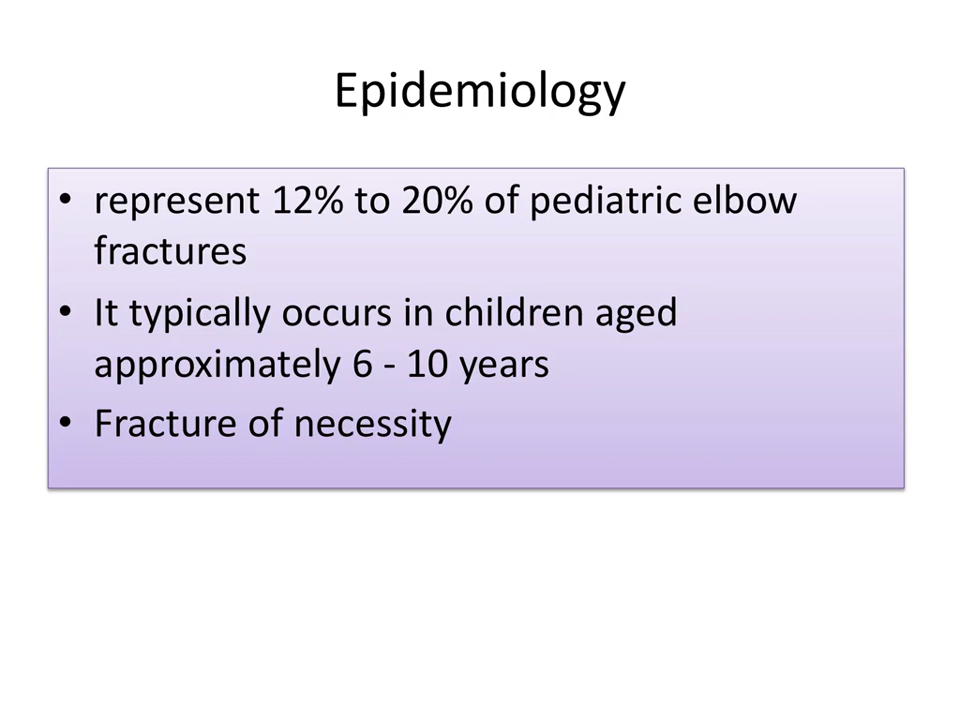 Epidemiology
• represent 12% to 20% of pediatric elbow
fractures
• It typically occurs in children aged
approximately 6 - 10 years
• Fracture of necessity